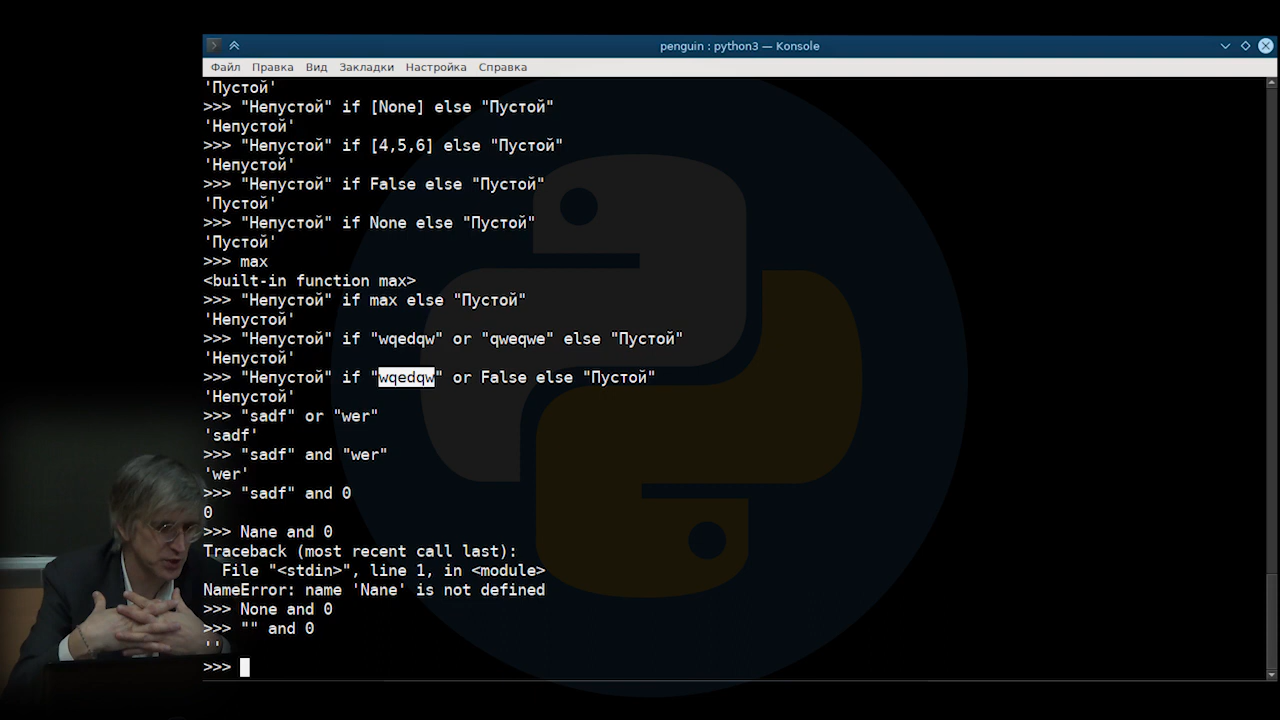 penguin : python3 — Konsole
Файл Правка Вид Закладки Настройка Справка
'Пустой'
>>> "Непустой" if [None] else "Пустой"
'Непустой'
>>> "Непустой" if [4,5,6] else "Пустой"
'Непустой'
>>> "Непустой" if False else "Пустой"
'Пустой'
>>> "Непустой" if None else "Пустой"
'Пустой'
>>> max
<built-in function max>
>>> "Непустой" if max else "Пустой"
'Непустой'
>>> "Непустой" if "wqedqw" or "qweqwe" else "Пустой"
'Непустой'
>>> "Непустой" if "wqedqw" or False else "Пустой"
'Непустой'
>>> "sadf" or "wer"
'sadf'
>>> "sadf" and "wer"
'wer'
>>> "sadf" and 0
0
>>> Nane and 0
Traceback (most recent call last):
  File "<stdin>", line 1, in <module>
NameError: name 'Nane' is not defined
>>> None and 0
>>> "" and 0
''
>>>